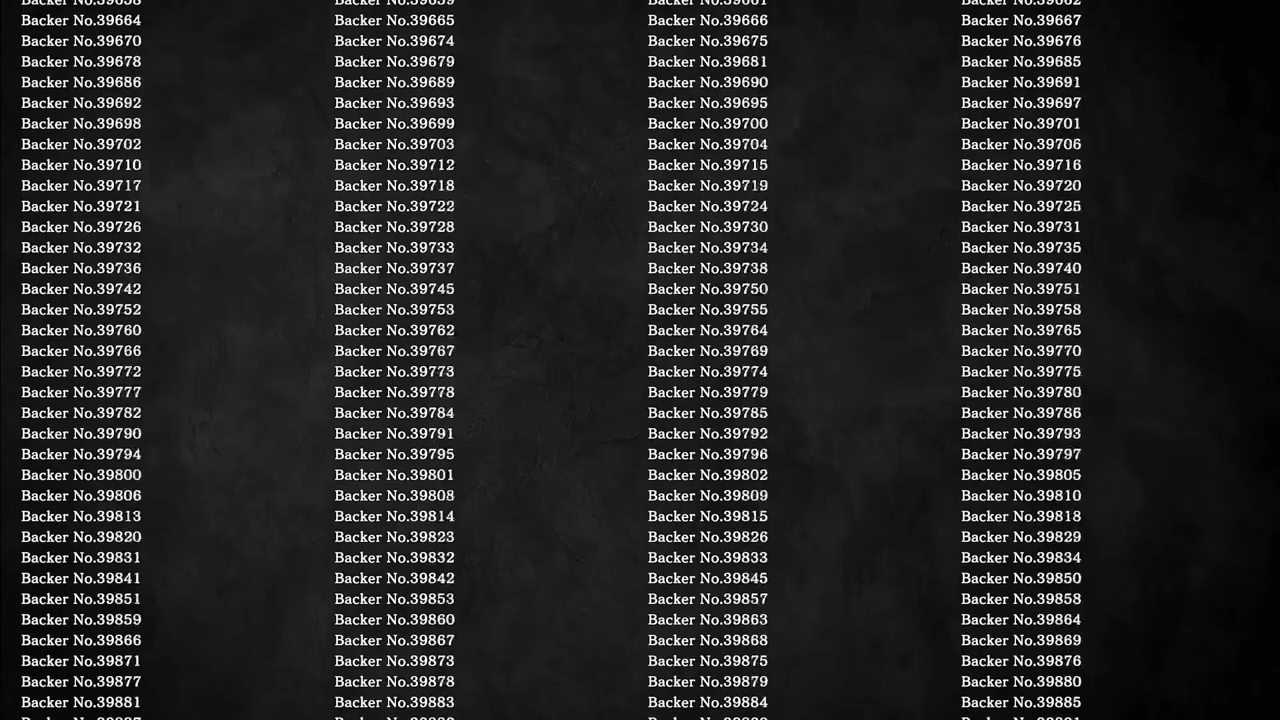 Backer No.39664 Backer No.39665 Backer No.39666 Backer No.39667
Backer No.39670 Backer No.39674 Backer No.39675 Backer No.39676
Backer No.39678 Backer No.39679 Backer No.39681 Backer No.39685
Backer No.39686 Backer No.39689 Backer No.39690 Backer No.39691
Backer No.39692 Backer No.39693 Backer No.39695 Backer No.39697
Backer No.39698 Backer No.39699 Backer No.39700 Backer No.39701
Backer No.39702 Backer No.39703 Backer No.39704 Backer No.39706
Backer No.39710 Backer No.39712 Backer No.39715 Backer No.39716
Backer No.39717 Backer No.39718 Backer No.39719 Backer No.39720
Backer No.39721 Backer No.39722 Backer No.39724 Backer No.39725
Backer No.39726 Backer No.39728 Backer No.39730 Backer No.39731
Backer No.39732 Backer No.39733 Backer No.39734 Backer No.39735
Backer No.39736 Backer No.39737 Backer No.39738 Backer No.39740
Backer No.39742 Backer No.39745 Backer No.39750 Backer No.39751
Backer No.39752 Backer No.39753 Backer No.39755 Backer No.39758
Backer No.39760 Backer No.39762 Backer No.39764 Backer No.39765
Backer No.39766 Backer No.39767 Backer No.39769 Backer No.39770
Backer No.39772 Backer No.39773 Backer No.39774 Backer No.39775
Backer No.39777 Backer No.39778 Backer No.39779 Backer No.39780
Backer No.39782 Backer No.39784 Backer No.39785 Backer No.39786
Backer No.39790 Backer No.39791 Backer No.39792 Backer No.39793
Backer No.39794 Backer No.39795 Backer No.39796 Backer No.39797
Backer No.39800 Backer No.39801 Backer No.39802 Backer No.39805
Backer No.39806 Backer No.39808 Backer No.39809 Backer No.39810
Backer No.39813 Backer No.39814 Backer No.39815 Backer No.39818
Backer No.39820 Backer No.39823 Backer No.39826 Backer No.39829
Backer No.39831 Backer No.39832 Backer No.39833 Backer No.39834
Backer No.39841 Backer No.39842 Backer No.39845 Backer No.39850
Backer No.39851 Backer No.39853 Backer No.39857 Backer No.39858
Backer No.39859 Backer No.39860 Backer No.39863 Backer No.39864
Backer No.39866 Backer No.39867 Backer No.39868 Backer No.39869
Backer No.39871 Backer No.39873 Backer No.39875 Backer No.39876
Backer No.39877 Backer No.39878 Backer No.39879 Backer No.39880
Backer No.39881 Backer No.39883 Backer No.39884 Backer No.39885